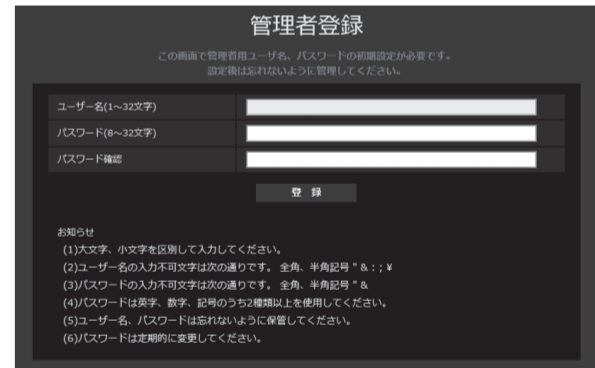 管理者登録
この画面で管理者用ユーザ名、パスワードの初期設定が必要です。
設定後は忘れないように管理してください。
ユーザー名(1～32文字)
パスワード(8～32文字)
パスワード確認
登 録
お知らせ
(1)大文字、小文字を区別して入力してください。
(2)ユーザー名の入力不可文字は次の通りです。 全角、半角記号 " & : ; ¥
(3)パスワードの入力不可文字は次の通りです。 全角、半角記号 " &
(4)パスワードは英字、数字、記号のうち2種類以上を使用してください。
(5)ユーザー名、パスワードは忘れないように保管してください。
(6)パスワードは定期的に変更してください。